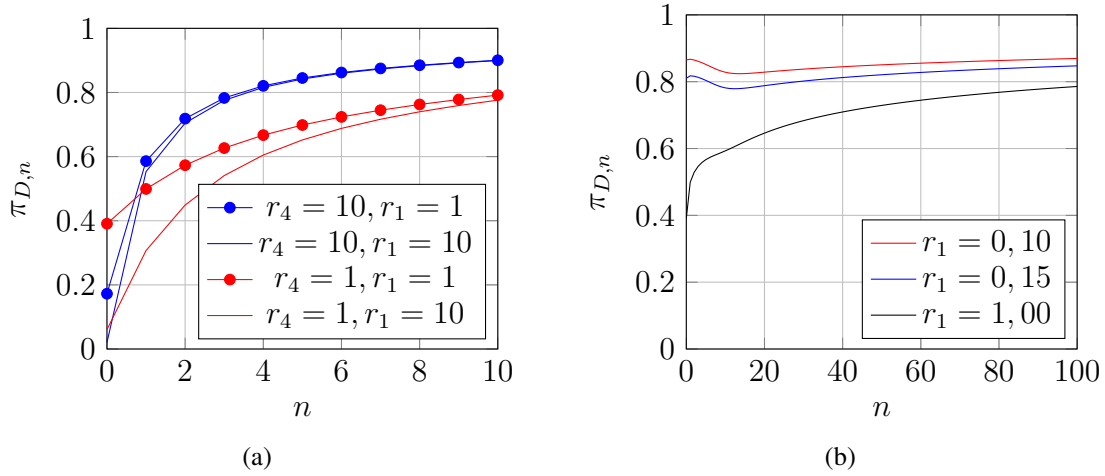 1
0.8
0.6
0.4
0.2
0
0 2 4 6 8 10
π_{D,n}
n
r_4 = 10, r_1 = 1
r_4 = 10, r_1 = 10
r_4 = 1, r_1 = 1
r_4 = 1, r_1 = 10
(a)
1
0.8
0.6
0.4
0.2
0
0 20 40 60 80 100
π_{D,n}
n
r_1 = 0, 10
r_1 = 0, 15
r_1 = 1, 00
(b)